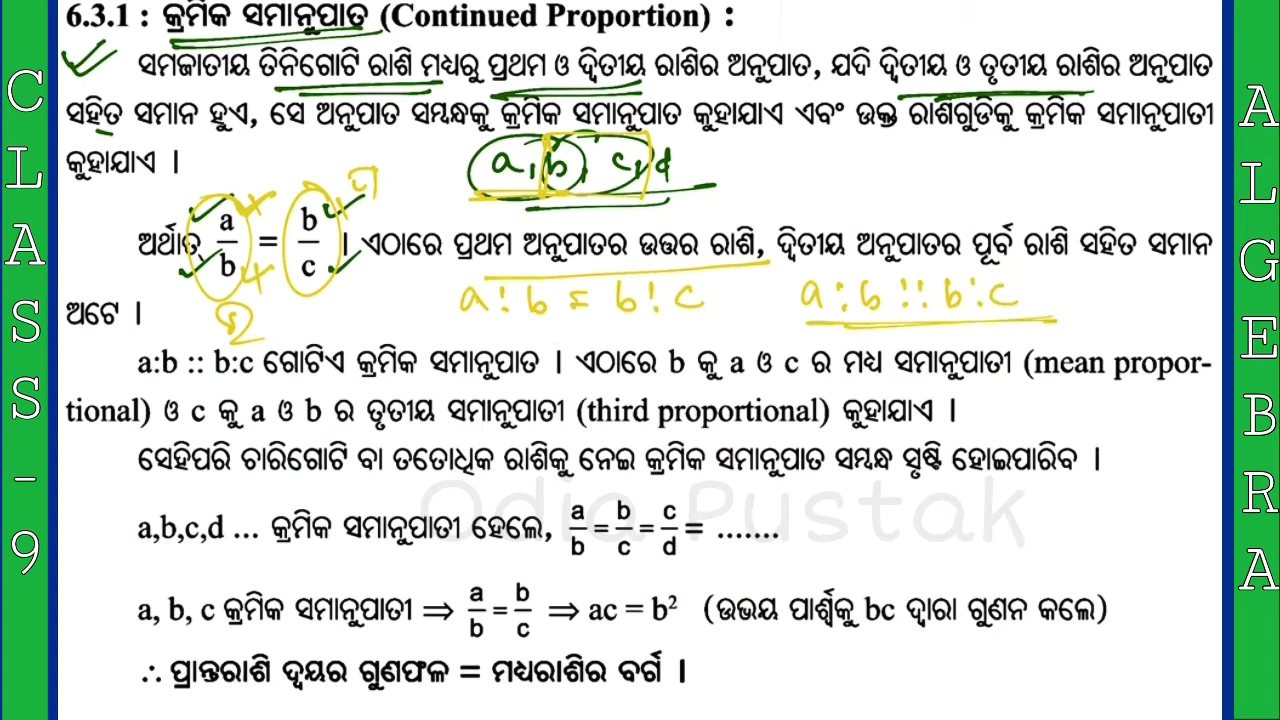 CLASS-9
6.3.1 : କ୍ରମିକ ସମାନୁପାତ (Continued Proportion) :
ସମଜାତୀୟ ତିନିଗୋଟି ରାଶି ମଧ୍ୟରୁ ପ୍ରଥମ ଓ ଦ୍ୱିତୀୟ ରାଶିର ଅନୁପାତ, ଯଦି ଦ୍ୱିତୀୟ ଓ ତୃତୀୟ ରାଶିର ଅନୁପାତ
ସହିତ ସମାନ ହୁଏ, ସେ ଅନୁପାତ ସମ୍ବନ୍ଧକୁ କ୍ରମିକ ସମାନୁପାତ କୁହାଯାଏ ଏବଂ ଉକ୍ତ ରାଶିଗୁଡିକୁ କ୍ରମିକ ସମାନୁପାତୀ
କୁହାଯାଏ ।
a, b, c, d
ଅର୍ଥାତ୍ a/b = b/c । ଏଠାରେ ପ୍ରଥମ ଅନୁପାତର ଉତ୍ତର ରାଶି, ଦ୍ୱିତୀୟ ଅନୁପାତର ପୂର୍ବ ରାଶି ସହିତ ସମାନ
a : b = b : c a : b :: b : c
ଅଟେ ।
a:b :: b:c ଗୋଟିଏ କ୍ରମିକ ସମାନୁପାତ । ଏଠାରେ b କୁ a ଓ c ର ମଧ୍ୟ ସମାନୁପାତୀ (mean propor-
tional) ଓ c କୁ a ଓ b ର ତୃତୀୟ ସମାନୁପାତୀ (third proportional) କୁହାଯାଏ ।
ସେହିପରି ଚାରିଗୋଟି ବା ତତୋଧିକ ରାଶିକୁ ନେଇ କ୍ରମିକ ସମାନୁପାତ ସମ୍ବନ୍ଧ ସୃଷ୍ଟି ହୋଇପାରିବ ।
Odia Pustak
a,b,c,d ... କ୍ରମିକ ସମାନୁପାତୀ ହେଲେ, a/b = b/c = c/d = .......
a, b, c କ୍ରମିକ ସମାନୁପାତୀ ⇒ a/b = b/c ⇒ ac = b² (ଉଭୟ ପାର୍ଶ୍ୱକୁ bc ଦ୍ୱାରା ଗୁଣନ କଲେ)
∴ ପ୍ରାନ୍ତରାଶି ଦ୍ୱୟର ଗୁଣଫଳ = ମଧ୍ୟରାଶିର ବର୍ଗ ।
ALGEBRA